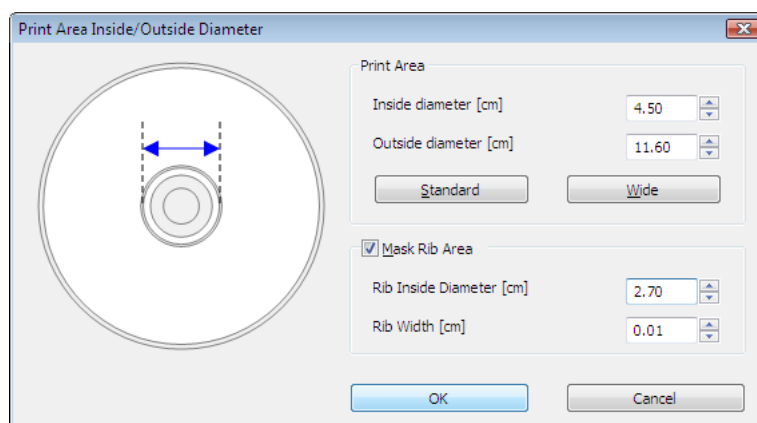 Print Area Inside/Outside Diameter
Print Area
Inside diameter [cm] 4.50
Outside diameter [cm] 11.60
Standard Wide
Mask Rib Area
Rib Inside Diameter [cm] 2.70
Rib Width [cm] 0.01
OK Cancel